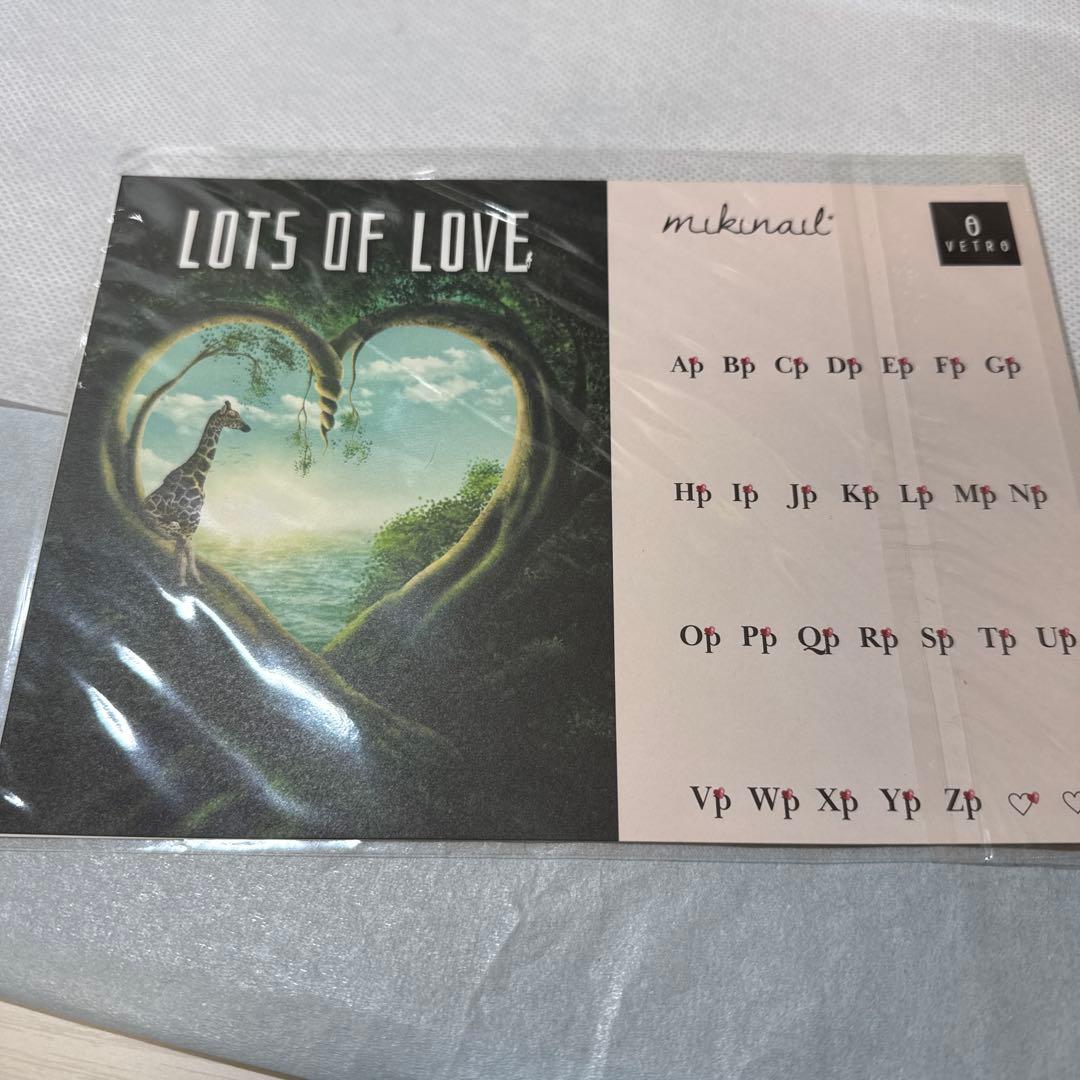 LOTS OF LOVE
mikinail
VETRO
Ap Bp Cp Dp Ep Fp Gp
Hp Ip Jp Kp Lp Mp Np
Op Pp Qp Rp Sp Tp Up
Vp Wp Xp Yp Zp